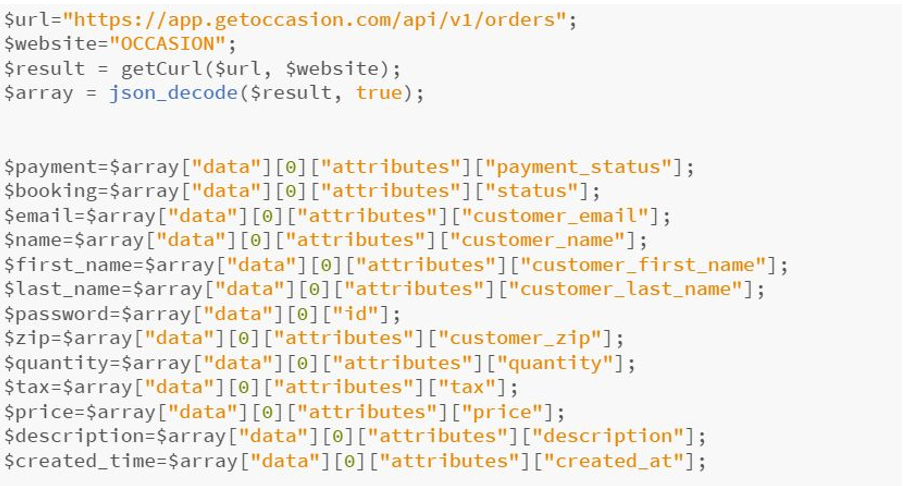 $url="https://app.getoccasion.com/api/v1/orders";
$website="OCCASION";
$result = getCurl($url, $website);
$array = json_decode($result, true);
$payment=$array["data"][0]["attributes"]["payment_status"];
$booking=$array["data"][0]["attributes"]["status"];
$email=$array["data"][0]["attributes"]["customer_email"];
$name=$array["data"][0]["attributes"]["customer_name"];
$first_name=$array["data"][0]["attributes"]["customer_first_name"];
$last_name=$array["data"][0]["attributes"]["customer_last_name"];
$password=$array["data"][0]["id"];
$zip=$array["data"][0]["attributes"]["customer_zip"];
$quantity=$array["data"][0]["attributes"]["quantity"];
$tax=$array["data"][0]["attributes"]["tax"];
$price=$array["data"][0]["attributes"]["price"];
$description=$array["data"][0]["attributes"]["description"];
$created_time=$array["data"][0]["attributes"]["created_at"];